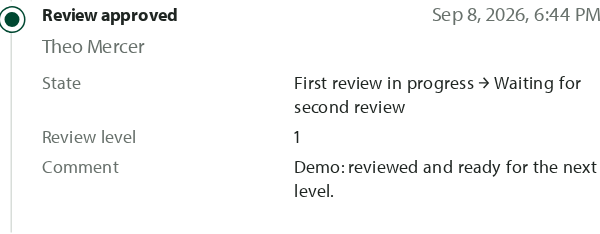 Review approved Sep 8, 2026, 6:44 PM
Theo Mercer
State First review in progress → Waiting for
second review
Review level 1
Comment Demo: reviewed and ready for the next
level.